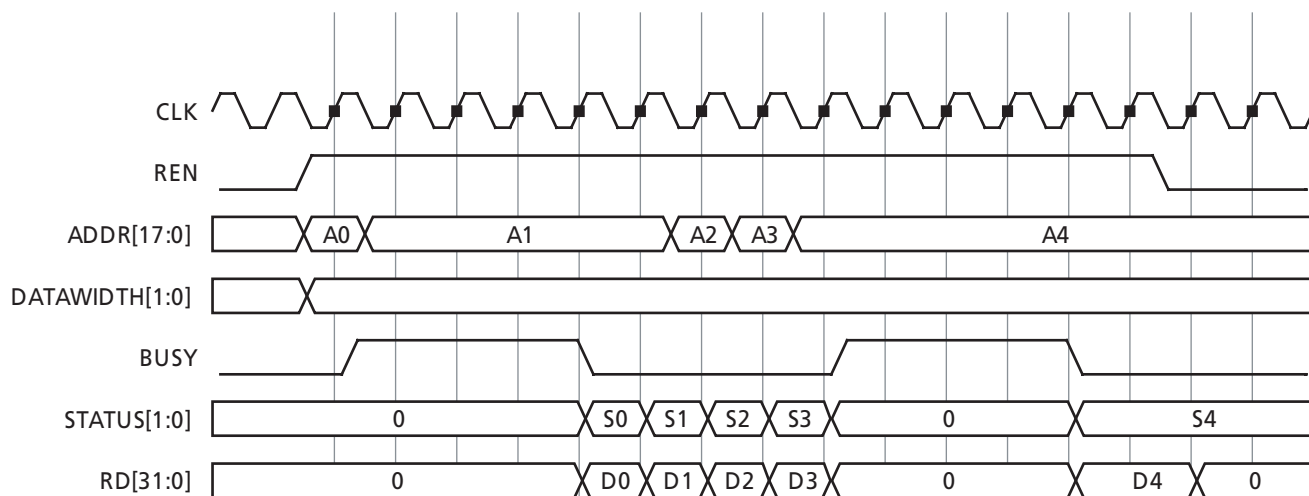 CLK
REN
ADDR[17:0] A0 A1 A2 A3 A4
DATAWIDTH[1:0]
BUSY
STATUS[1:0] 0 S0 S1 S2 S3 0 S4
RD[31:0] 0 D0 D1 D2 D3 0 D4 0